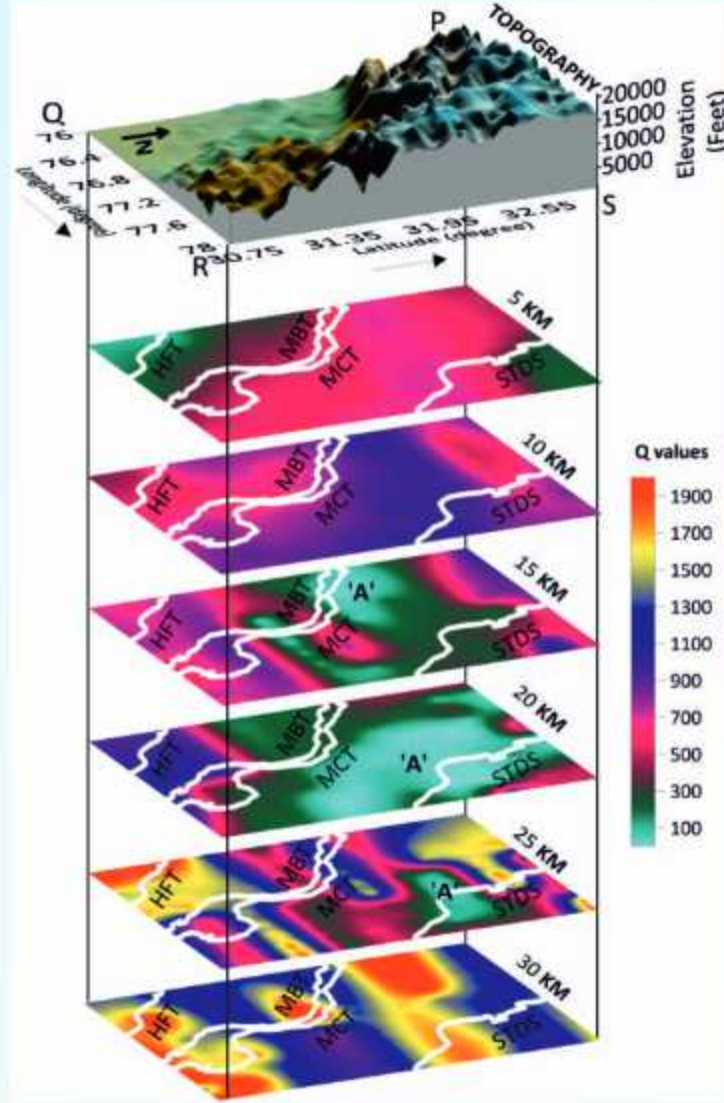 P
TOPOGRAPHY
Q
N
20000
15000
10000
5000
Elevation
(Feet)
76
76.4
76.8
77.2
77.6
78
Longitude (degree)
R
30.75
31.35
31.95
32.55
Latitude (degree)
S
5 KM
HFT
MBT
MCT
STDS
10 KM
HFT
MBT
MCT
STDS
15 KM
HFT
MBT
'A'
MCT
STDS
20 KM
HFT
MBT
MCT
'A'
STDS
25 KM
HFT
MBT
MCT
'A'
STDS
30 KM
HFT
MBT
MCT
STDS
Q values
1900
1700
1500
1300
1100
900
700
500
300
100